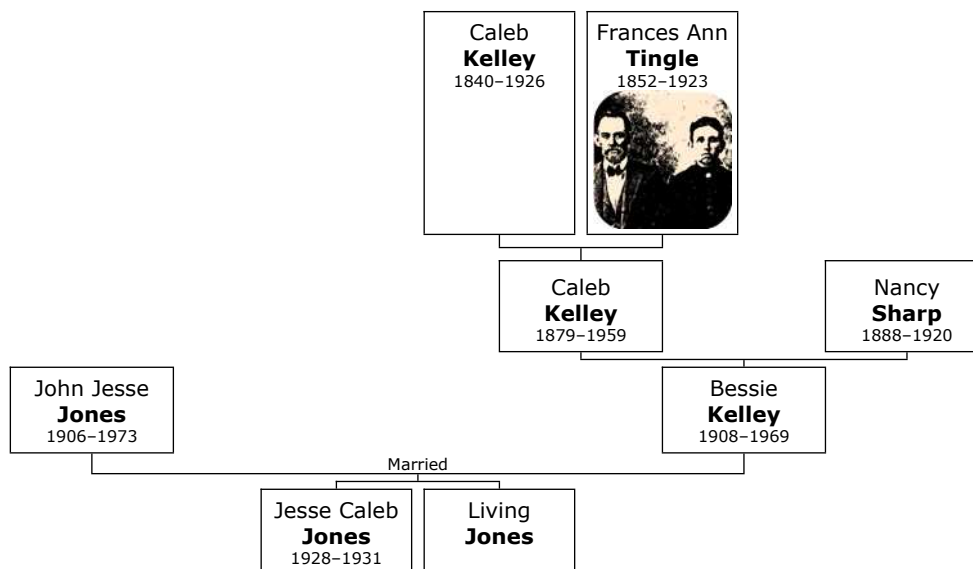 Caleb
Kelley
1840–1926
Frances Ann
Tingle
1852–1923
Caleb
Kelley
1879–1959
Nancy
Sharp
1888–1920
John Jesse
Jones
1906–1973
Bessie
Kelley
1908–1969
Married
Jesse Caleb
Jones
1928–1931
Living
Jones